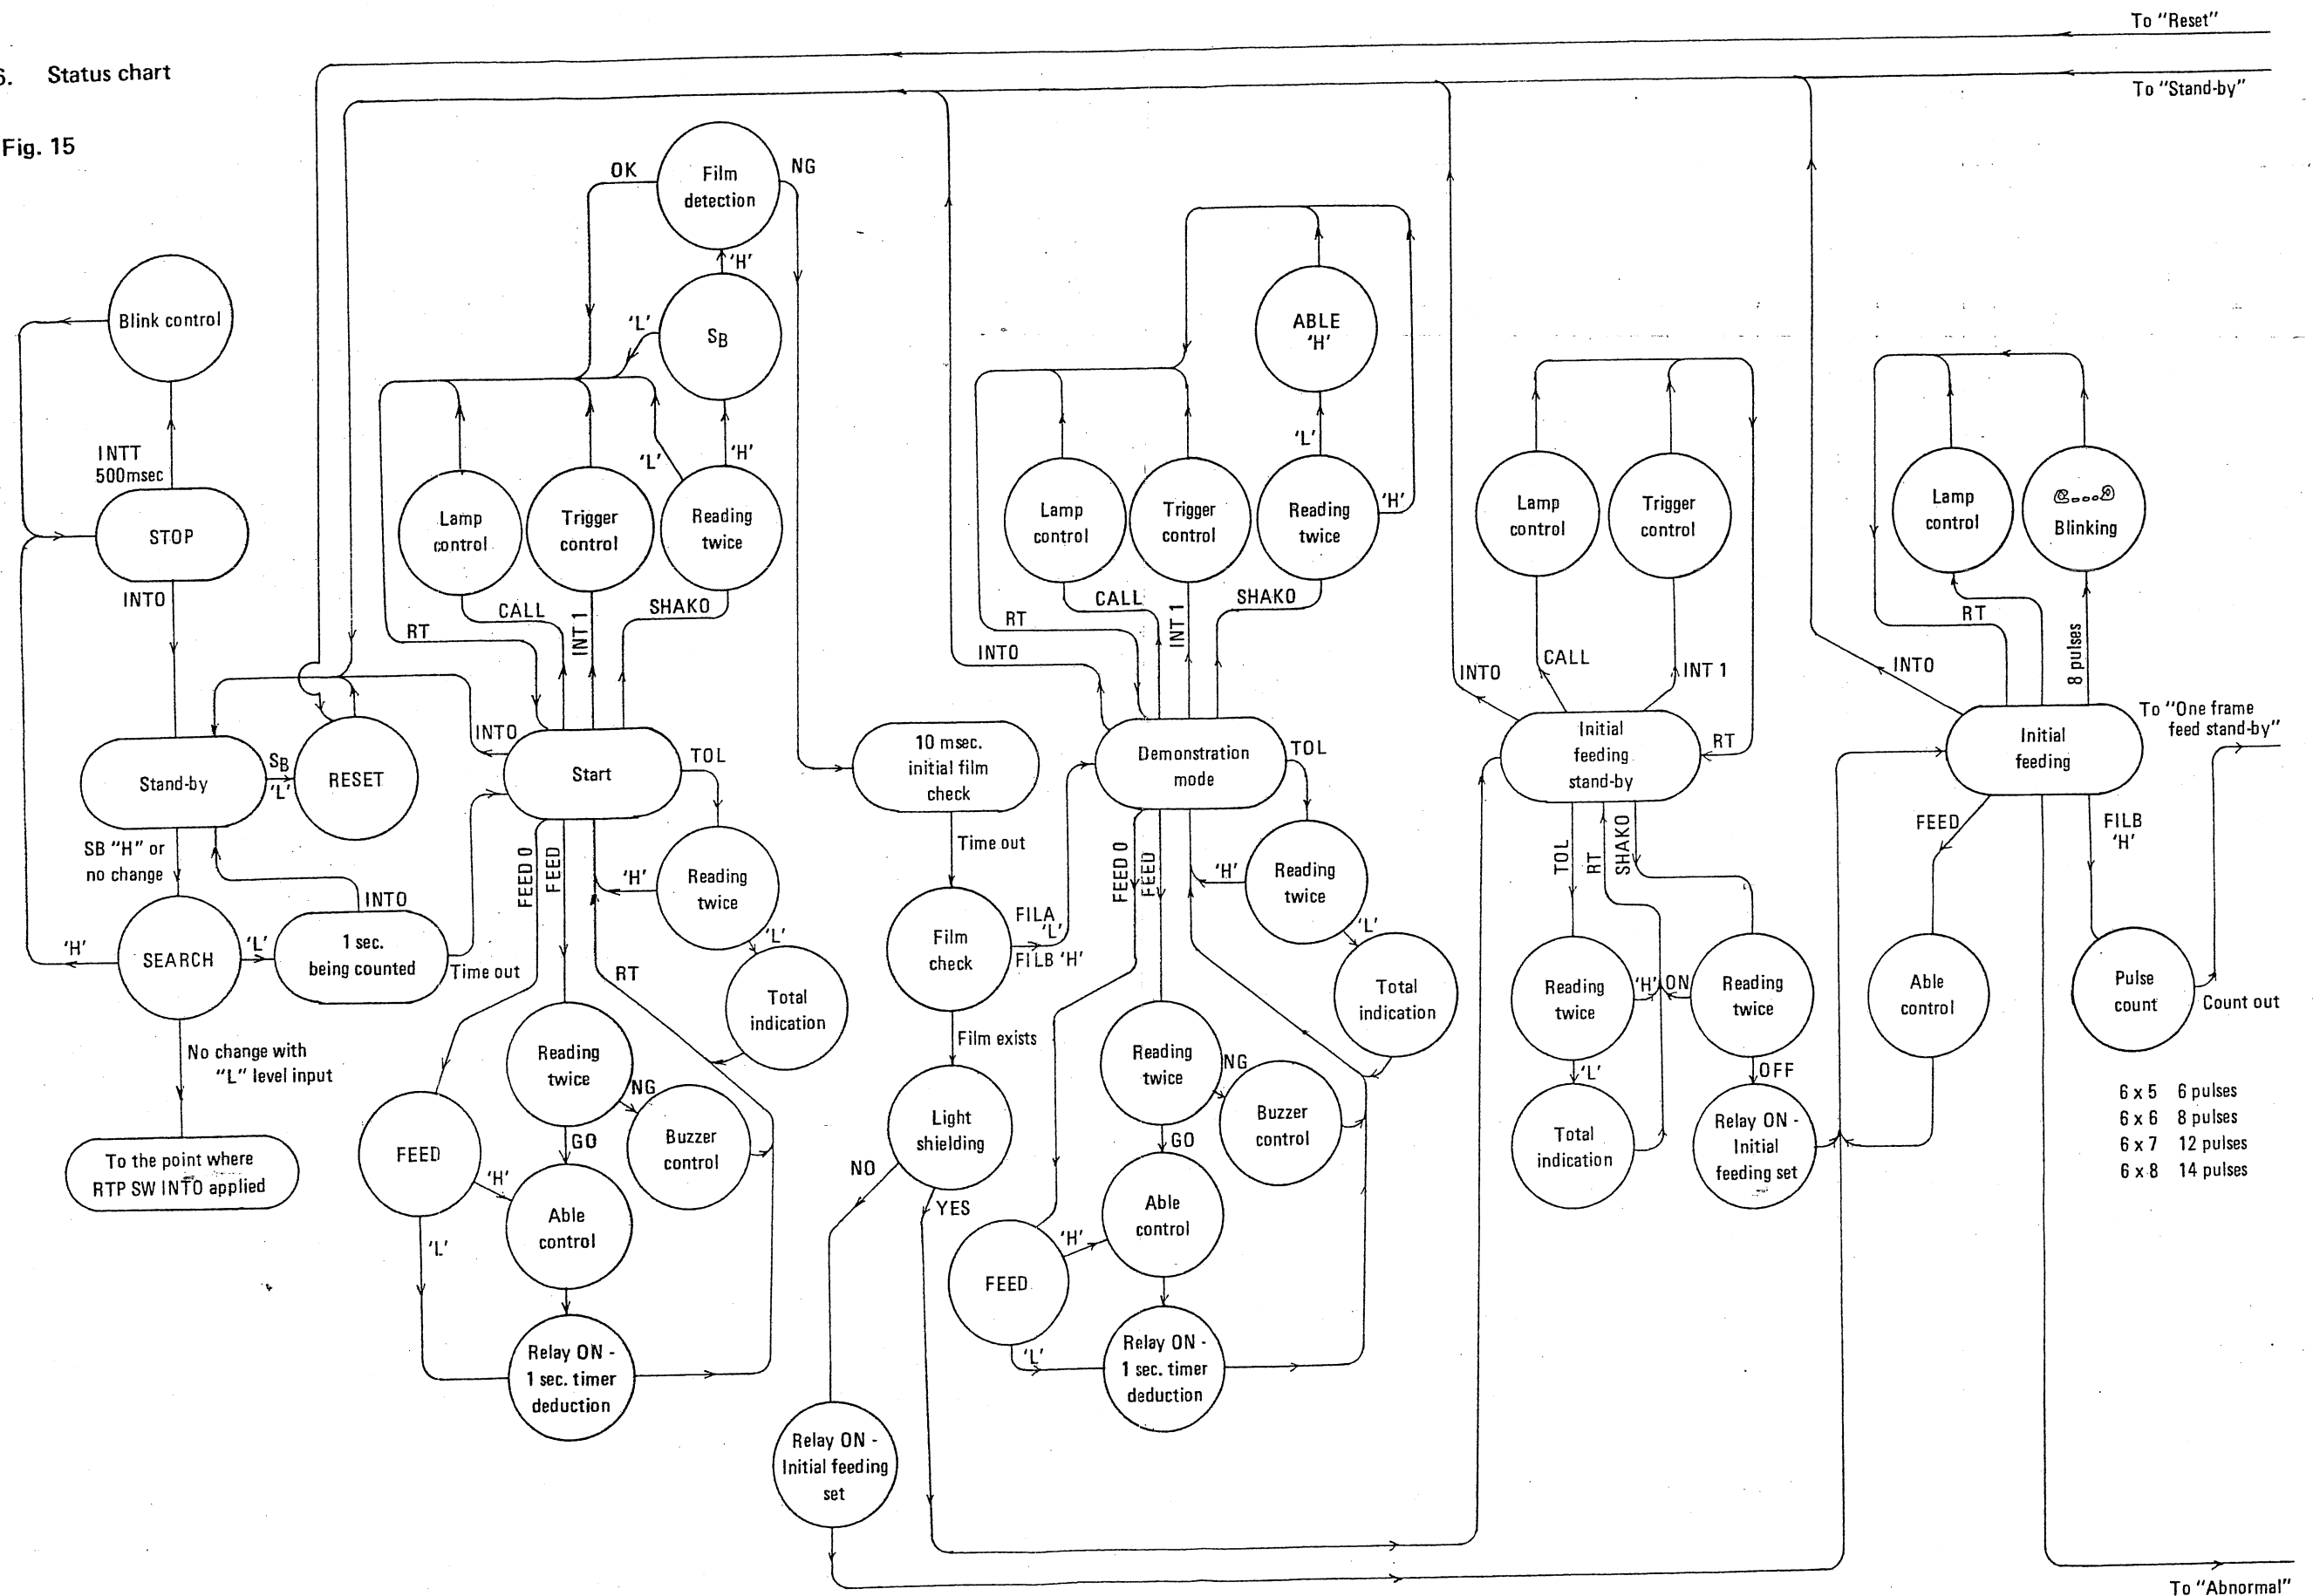 To "Reset"
6. Status chart
To "Stand-by"
Fig. 15
OK
Film
detection
NG
'H'
Blink control
'L'
SB
ABLE
'H'
INTT
500msec
'L'
'H'
'L'
'H'
STOP
Lamp
control
Trigger
control
Reading
twice
Lamp
control
Trigger
control
Reading
twice
Lamp
control
Trigger
control
Lamp
control
Blinking
INTO
RT
CALL
INT 1
SHAKO
RT
INTO
CALL
INT 1
SHAKO
INTO
CALL
INT 1
RT
INTO
8 pulses
To "One frame
feed stand-by"
Stand-by
SB
'L'
RESET
INTO
Start
TOL
10 msec.
initial film
check
Demonstration
mode
TOL
Initial
feeding
stand-by
RT
Initial
feeding
SB "H" or
no change
INTO
FEED 0
FEED
'H'
Reading
twice
'L'
Time out
FEED 0
FEED
'H'
Reading
twice
'L'
TOL
RT
SHAKO
FEED
FILB
'H'
'H'
SEARCH
'L'
1 sec.
being counted
Time out
RT
Total
indication
Film
check
FILA
'L'
FILB 'H'
Total
indication
Reading
twice
'H'
ON
Reading
twice
Able
control
Pulse
count
Count out
No change with
"L" level input
Reading
twice
NG
Film exists
Reading
twice
NG
'L'
OFF
To the point where
RTP SW INTO applied
FEED
'H'
GO
Buzzer
control
Light
shielding
NO
YES
GO
Buzzer
control
Total
indication
Relay ON -
Initial
feeding set
6 x 5 6 pulses
6 x 6 8 pulses
6 x 7 12 pulses
6 x 8 14 pulses
'L'
Able
control
FEED
'H'
Able
control
Relay ON -
1 sec. timer
deduction
'L'
Relay ON -
1 sec. timer
deduction
Relay ON -
Initial feeding
set
To "Abnormal"